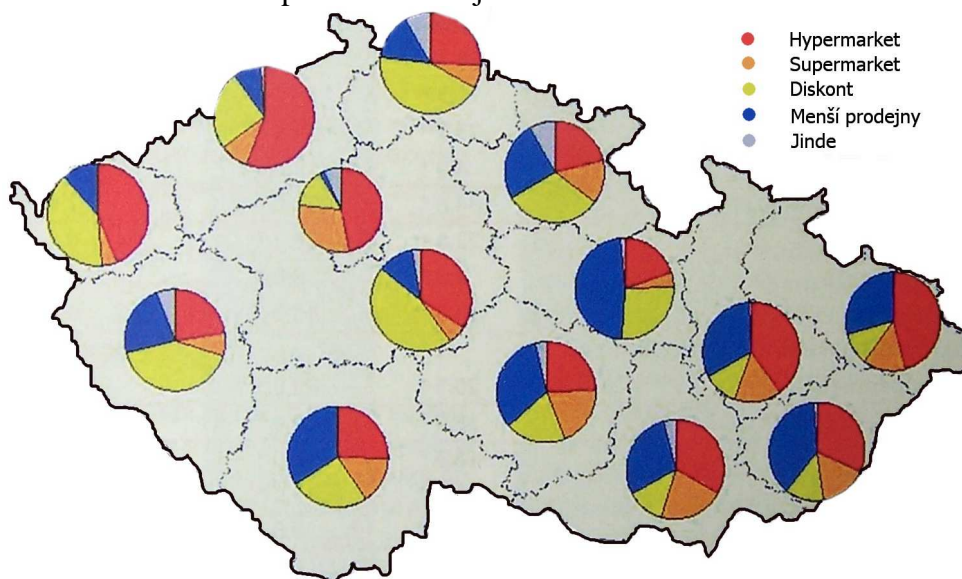 Hypermarket
Supermarket
Diskont
Menší prodejny
Jinde